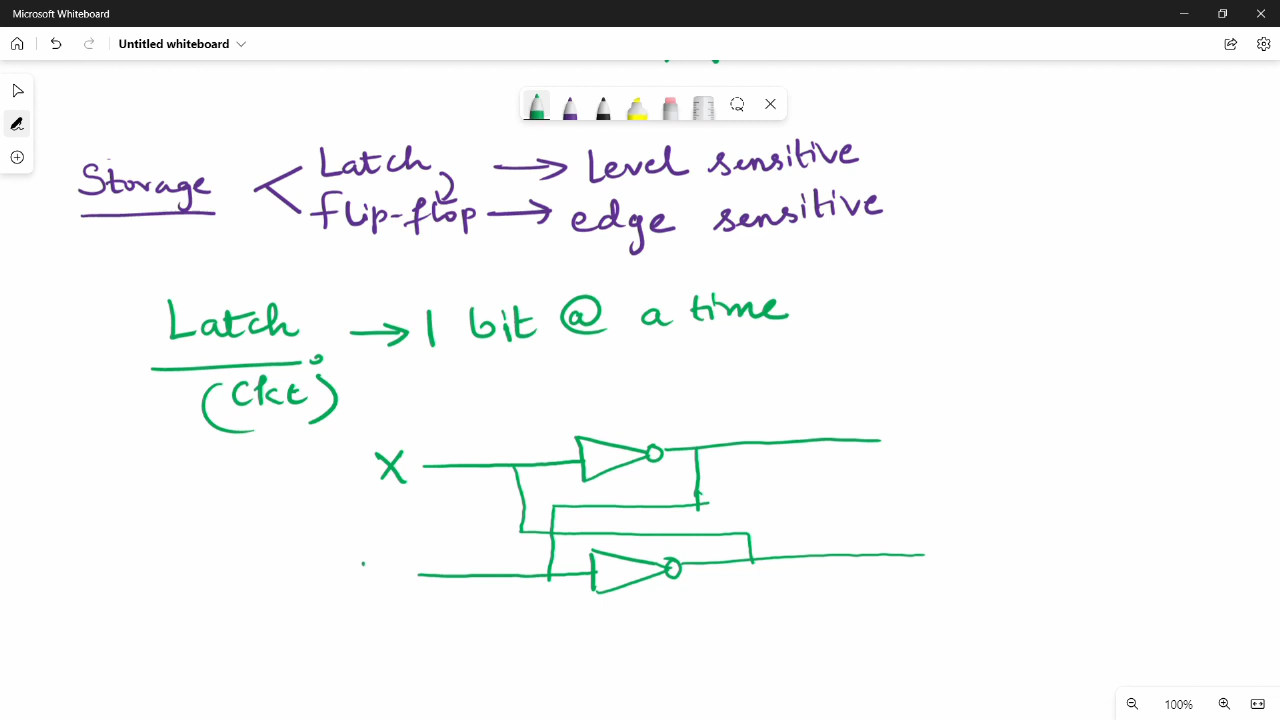 Microsoft Whiteboard
Untitled whiteboard
Storage < Latch → Level sensitive
flip-flop → edge sensitive
Latch → 1 bit @ a time
(Ckt)
X
100%